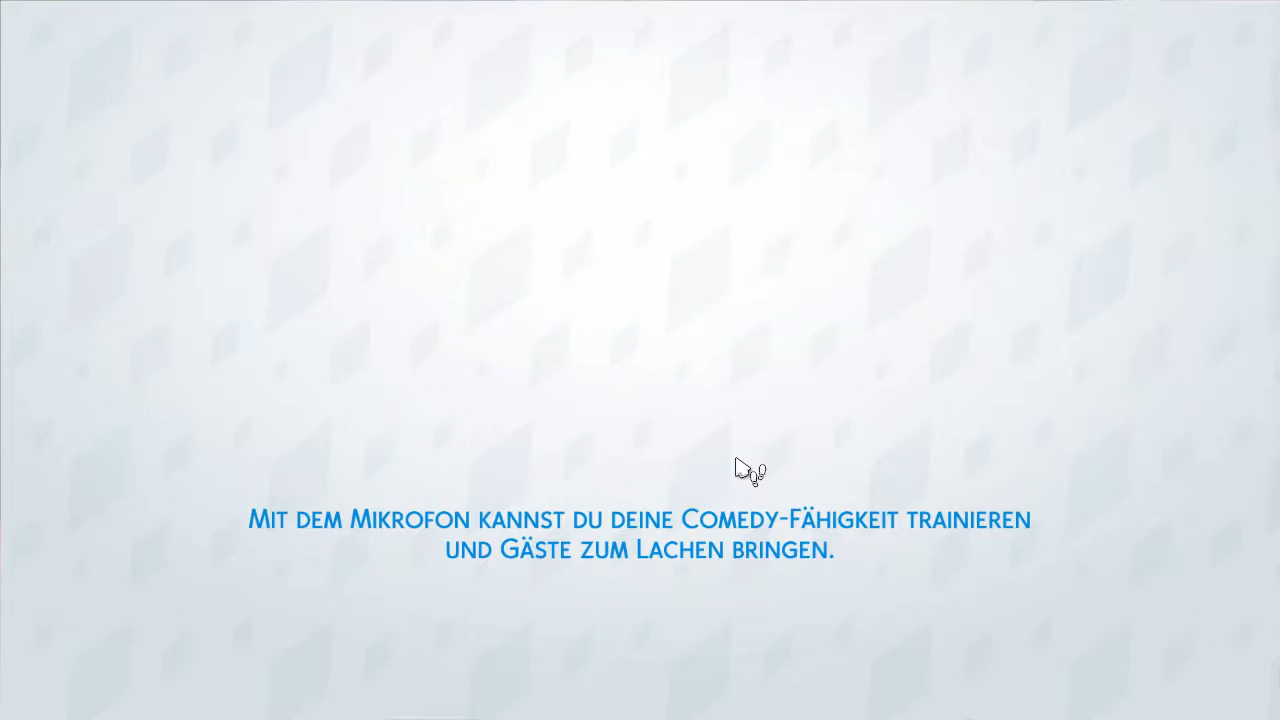 Mit dem Mikrofon kannst du deine Comedy-Fähigkeit trainieren
und Gäste zum Lachen bringen.